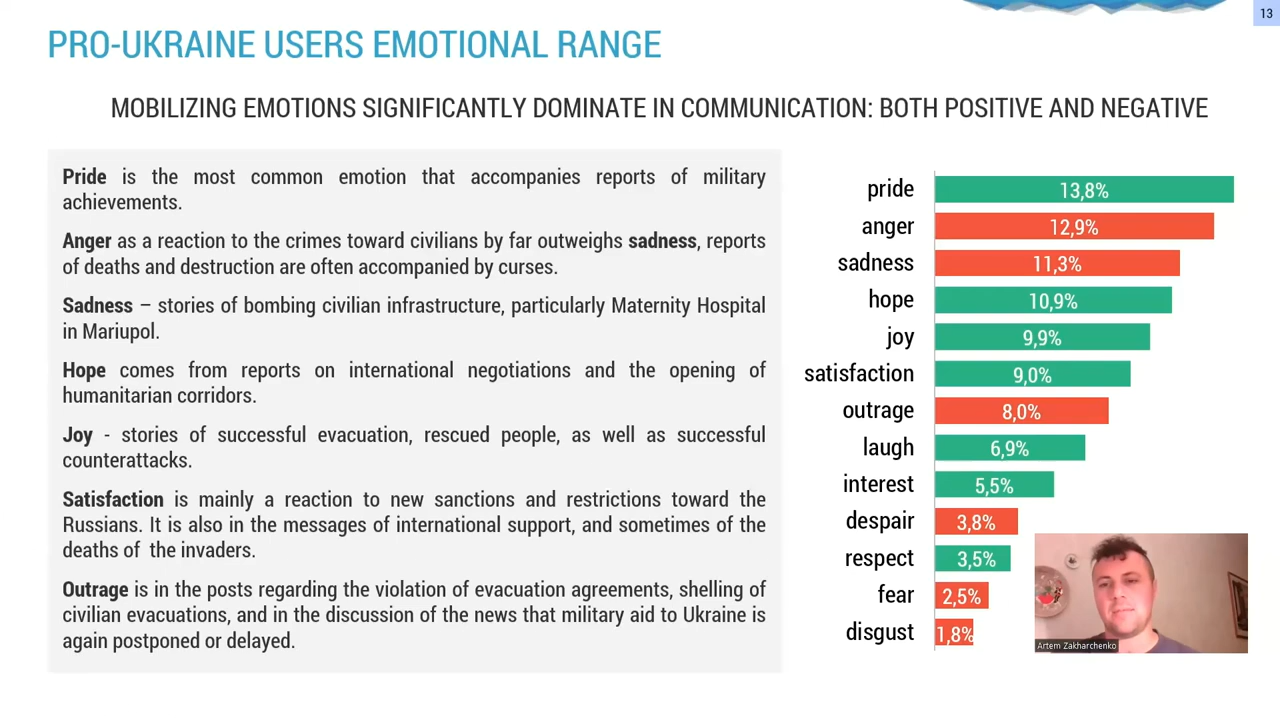 13
PRO-UKRAINE USERS EMOTIONAL RANGE
MOBILIZING EMOTIONS SIGNIFICANTLY DOMINATE IN COMMUNICATION: BOTH POSITIVE AND NEGATIVE
Pride is the most common emotion that accompanies reports of military
achievements.
Anger as a reaction to the crimes toward civilians by far outweighs sadness, reports
of deaths and destruction are often accompanied by curses.
Sadness – stories of bombing civilian infrastructure, particularly Maternity Hospital
in Mariupol.
Hope comes from reports on international negotiations and the opening of
humanitarian corridors.
Joy - stories of successful evacuation, rescued people, as well as successful
counterattacks.
Satisfaction is mainly a reaction to new sanctions and restrictions toward the
Russians. It is also in the messages of international support, and sometimes of the
deaths of the invaders.
Outrage is in the posts regarding the violation of evacuation agreements, shelling of
civilian evacuations, and in the discussion of the news that military aid to Ukraine is
again postponed or delayed.
pride 13,8%
anger 12,9%
sadness 11,3%
hope 10,9%
joy 9,9%
satisfaction 9,0%
outrage 8,0%
laugh 6,9%
interest 5,5%
despair 3,8%
respect 3,5%
fear 2,5%
disgust 1,8%
Artem Zakharchenko